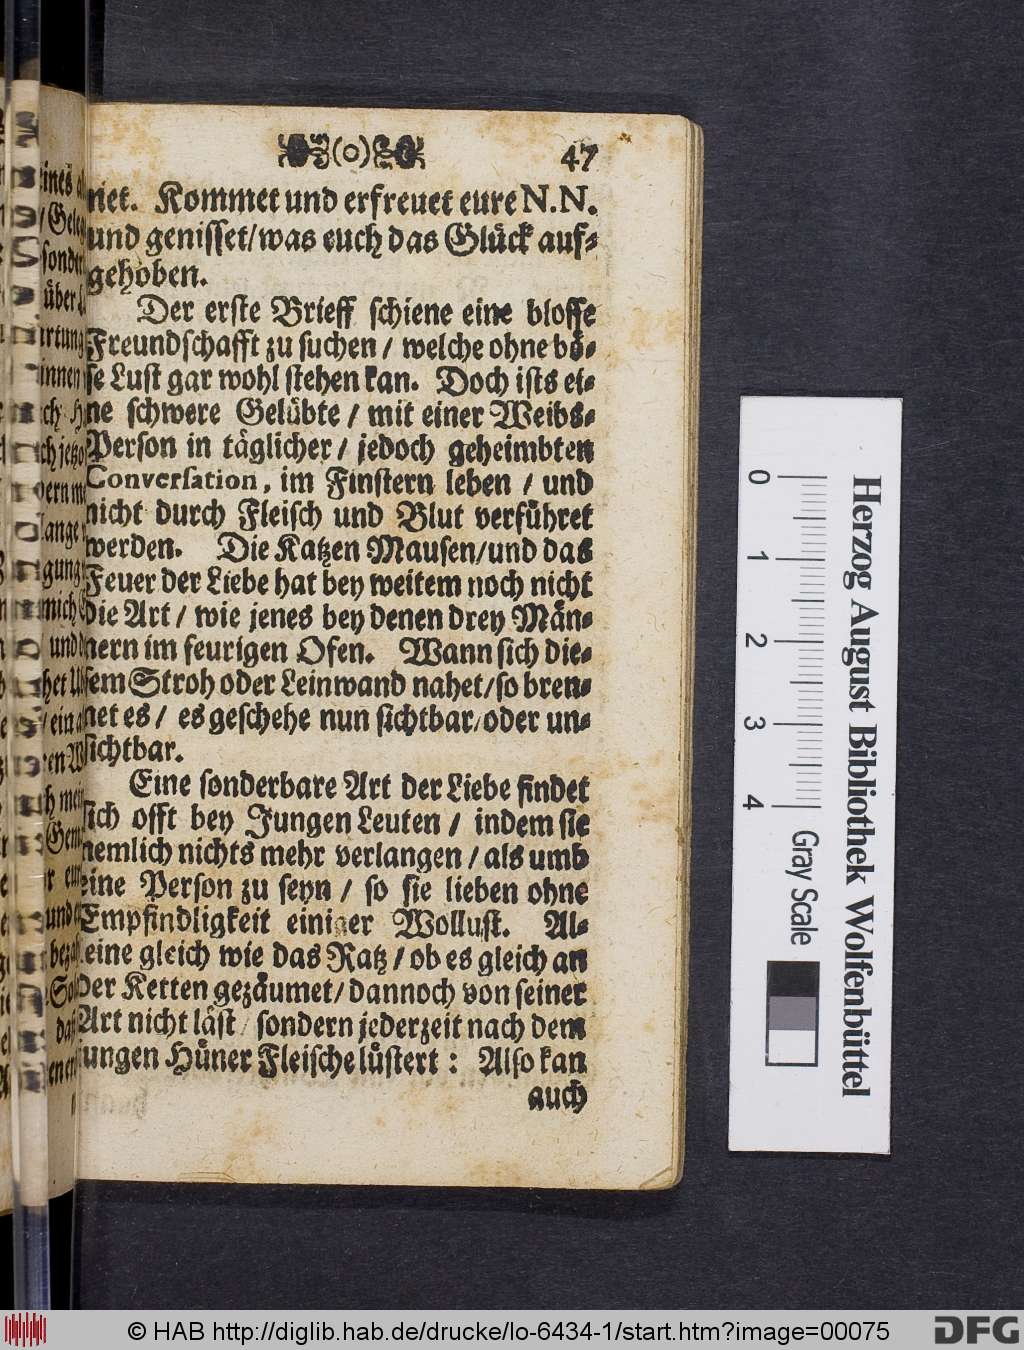 (o) 47
net. Kommet und erfreuet eure N.N.
und genisset/was euch das Glück auf-
gehoben.
Der erste Brieff schiene eine blosse
Freundschafft zu suchen / welche ohne bö-
se Lust gar wohl stehen kan. Doch ists ei-
ne schwere Gelübte / mit einer Weibs-
Person in täglicher / jedoch geheimbten
Conversation, im Finstern leben / und
nicht durch Fleisch und Blut verführet
werden. Die Katzen Mausen/und das
Feuer der Liebe hat bey weitem noch nicht
die Art / wie jenes bey denen drey Män-
nern im feurigen Ofen. Wann sich die-
sem Stroh oder Leinwand nahet/so bren-
net es / es geschehe nun sichtbar/oder un-
sichtbar.
Eine sonderbare Art der Liebe findet
sich offt bey Jungen Leuten / indem sie
nemlich nichts mehr verlangen / als umb
eine Person zu seyn / so sie lieben ohne
Empfindligkeit einiger Wollust. Al-
leine gleich wie das Ratz / ob es gleich an
der Ketten gezäumet/ dannoch von seiner
Art nicht läst / sondern jederzeit nach dem
jungen Hüner Fleische lüstert : Also kan
auch
0 1 2 3 4
Gray Scale
Herzog August Bibliothek Wolfenbüttel
© HAB http://diglib.hab.de/drucke/lo-6434-1/start.htm?image=00075
DFG